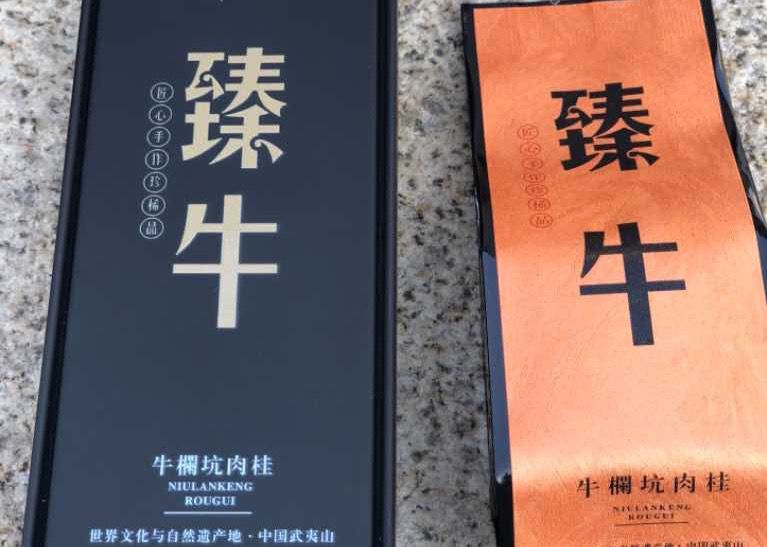 臻牛
匠心手作珍稀品
牛欄坑肉桂
NIULANKENG
ROUGUI
世界文化与自然遗产地·中国武夷山
臻牛
匠心手作珍稀品
牛欄坑肉桂
NIULANKENG
ROUGUI